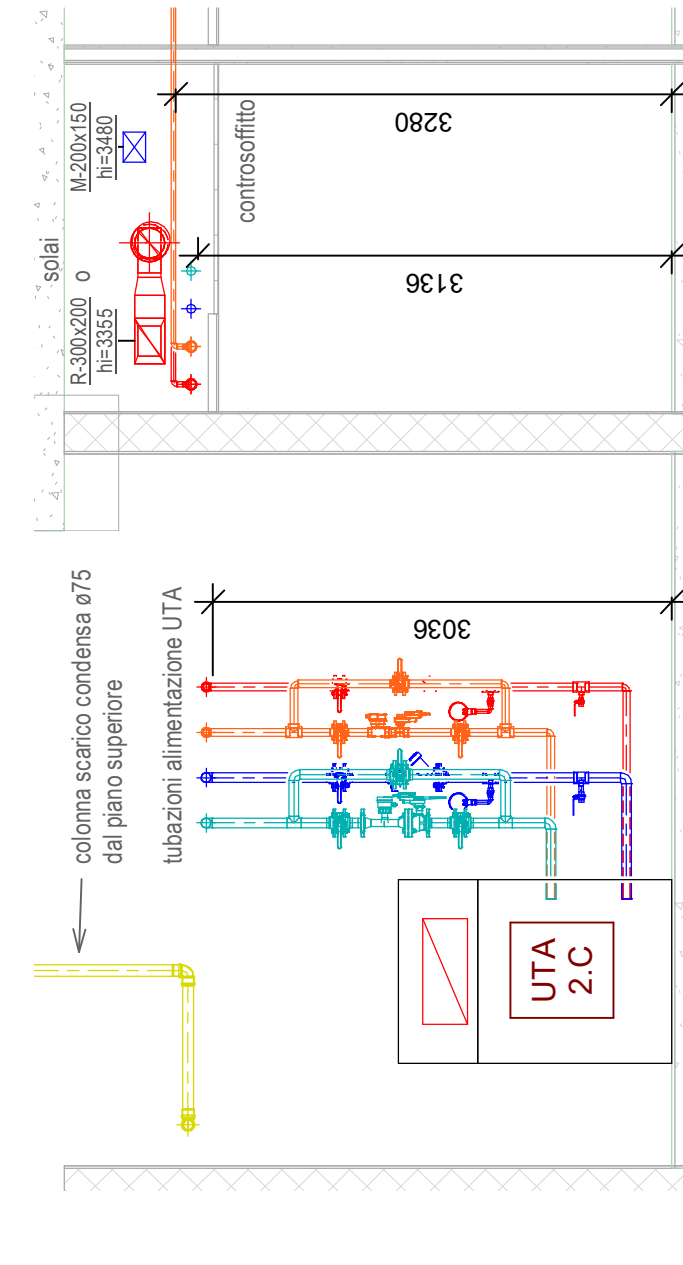 solai
M-200x150
hi=3480
R-300x200
hi=3355
o
controsoffitto
3280
3136
colonna scarico condensa ø75
dal piano superiore
tubazioni alimentazione UTA
3036
UTA
2.C